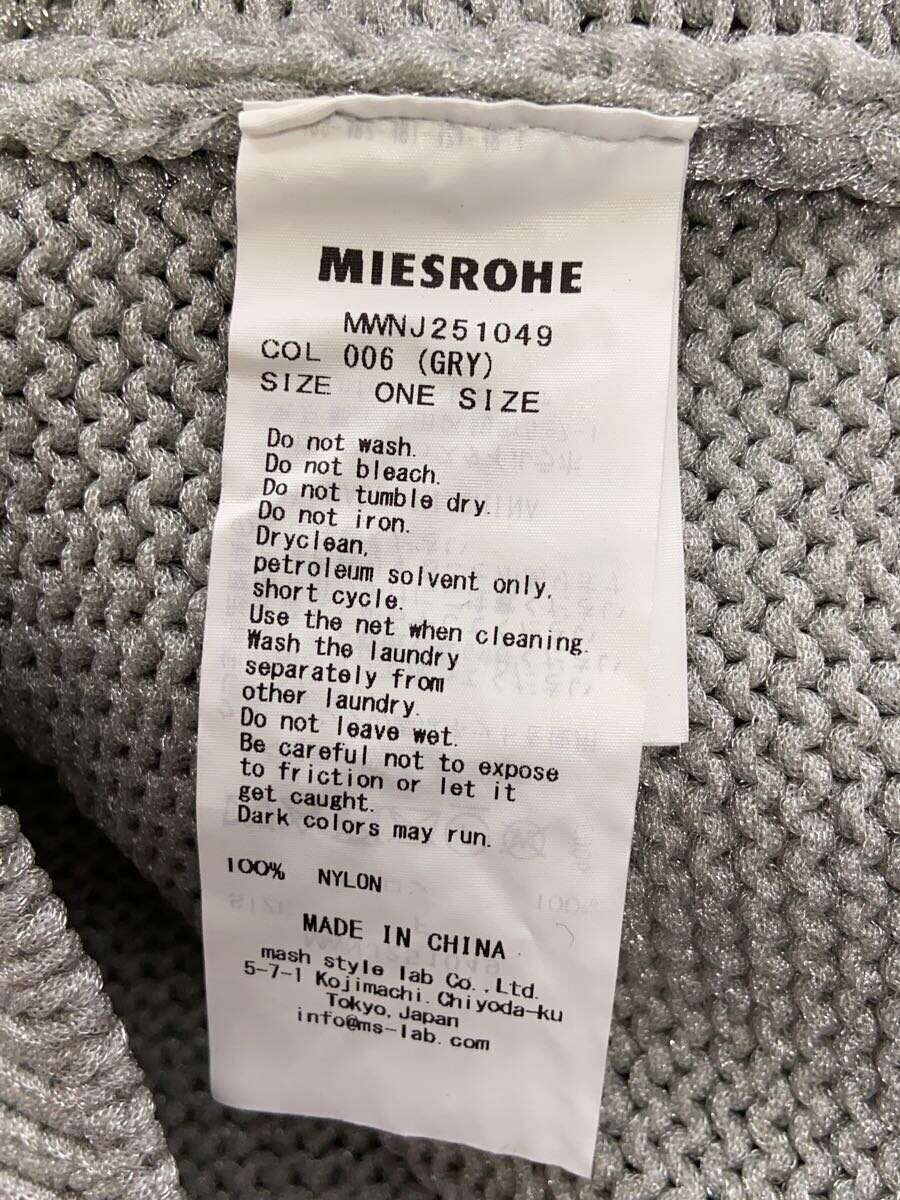 MIESROHE
MWNJ251049
COL 006 (GRY)
SIZE ONE SIZE
Do not wash.
Do not bleach.
Do not tumble dry.
Do not iron.
Dryclean,
petroleum solvent only,
short cycle.
Use the net when cleaning.
Wash the laundry
separately from
other laundry.
Do not leave wet.
Be careful not to expose
to friction or let it
get caught.
Dark colors may run.
100% NYLON
MADE IN CHINA
mash style lab Co.,Ltd.
5-7-1 Kojimachi.Chiyoda-ku
Tokyo,Japan
info@ms-lab.com